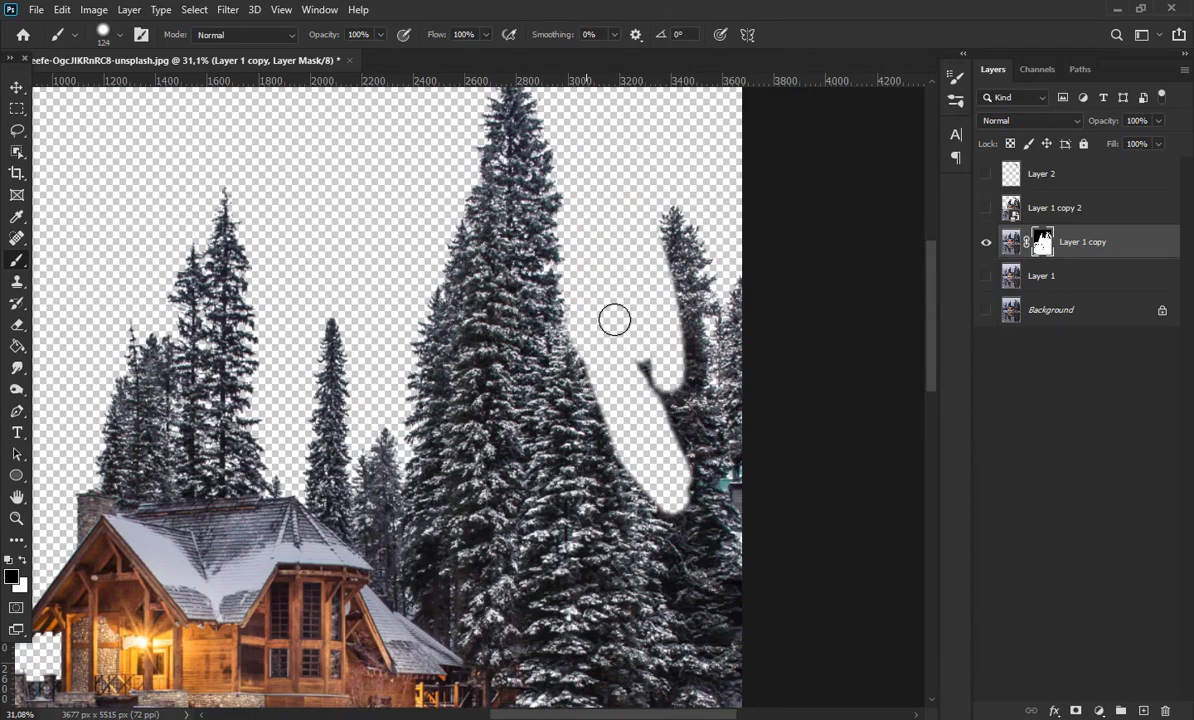 Ps File Edit Image Layer Type Select Filter 3D View Window Help
124 Mode: Normal Opacity: 100% Flow: 100% Smoothing: 0% 0°
eefe-OgcJIKRnRC8-unsplash.jpg @ 31,1% (Layer 1 copy, Layer Mask/8) *
1000 1200 1400 1600 1800 2000 2200 2400 2600 2800 3000 3200 3400 3600 3800 4000 4200
Layers Channels Paths
Kind
Normal Opacity: 100%
Lock: Fill: 100%
Layer 2
Layer 1 copy 2
Layer 1 copy
Layer 1
Background
31,08% 3677 px x 5515 px (72 ppi)